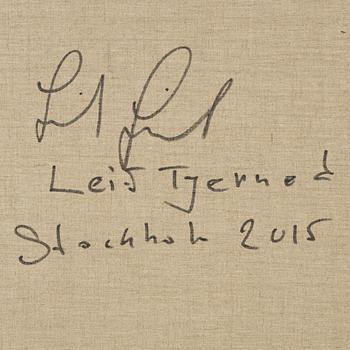 Leif Tjerned
Stockholm 2015